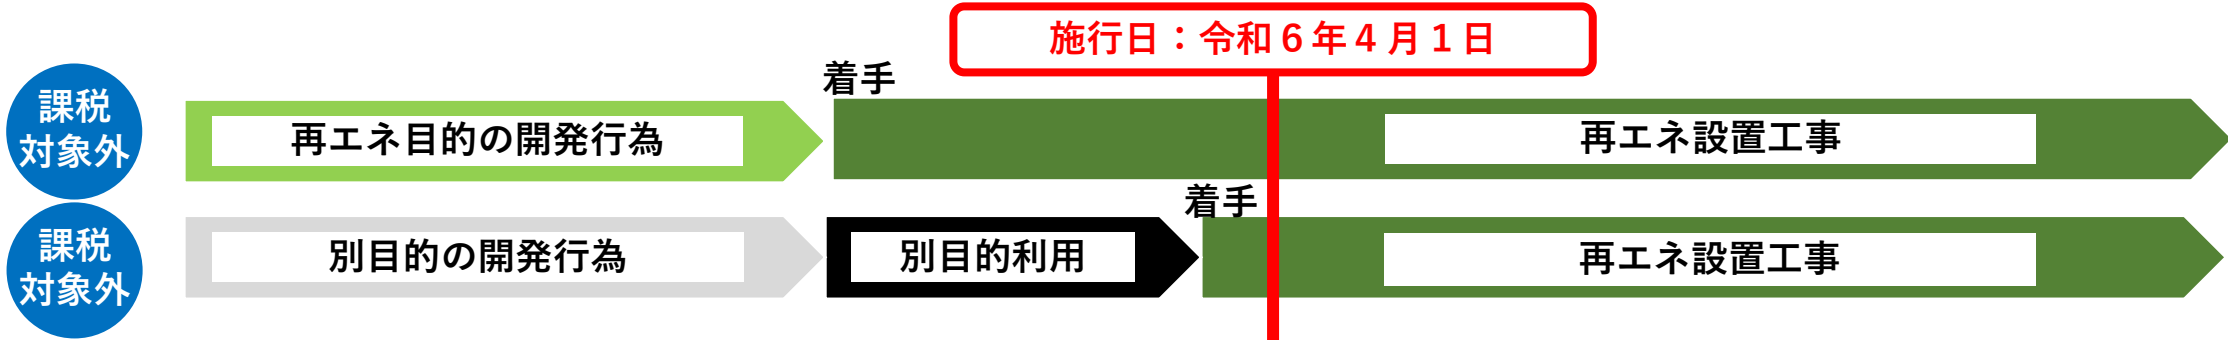 施行日：令和６年４月１日
課税
対象外
再エネ目的の開発行為
着手
再エネ設置工事
課税
対象外
別目的の開発行為
別目的利用
着手
再エネ設置工事